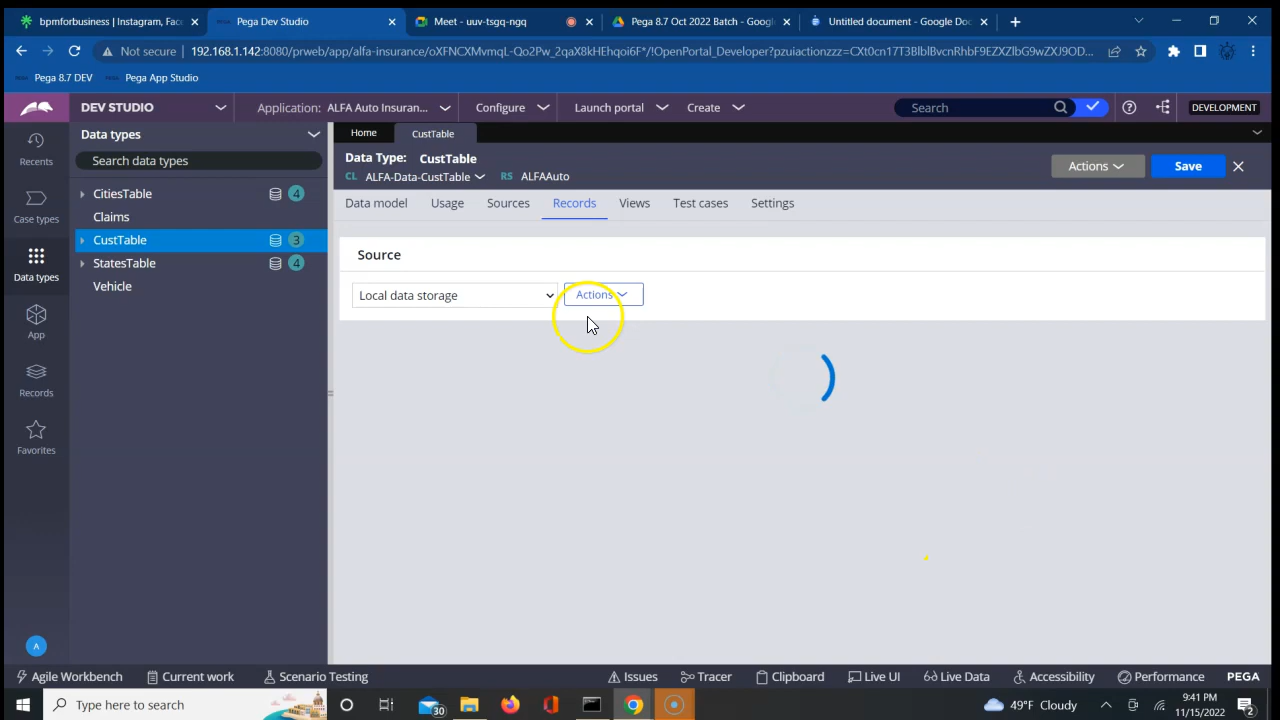 bpmforbusiness | Instagram, Face
Pega Dev Studio
Meet - uuv-tsgq-ngq
Pega 8.7 Oct 2022 Batch - Googl
Untitled document - Google Doc
Not secure | 192.168.1.142:8080/prweb/app/alfa-insurance/oXFNCXMvmqL-Qo2Pw_2qaX8kHEhqoi6F*/!OpenPortal_Developer?pzuiactionzzz=CXt0cn17T3BlblBvcnRhbF9EZXZlbG9wZXJ9OD...
Pega 8.7 DEV
Pega App Studio
DEV STUDIO
Application: ALFA Auto Insuran...
Configure
Launch portal
Create
Search
DEVELOPMENT
Recents
Case types
Data types
App
Records
Favorites
A
Data types
Search data types
CitiesTable 4
Claims
CustTable 3
StatesTable 4
Vehicle
Home
CustTable
Data Type: CustTable
CL ALFA-Data-CustTable RS ALFAAuto
Actions
Save
Data model
Usage
Sources
Records
Views
Test cases
Settings
Source
Local data storage
Actions
Agile Workbench
Current work
Scenario Testing
Issues
Tracer
Clipboard
Live UI
Live Data
Accessibility
Performance
PEGA
Type here to search
30
49°F Cloudy
9:41 PM
11/15/2022
2